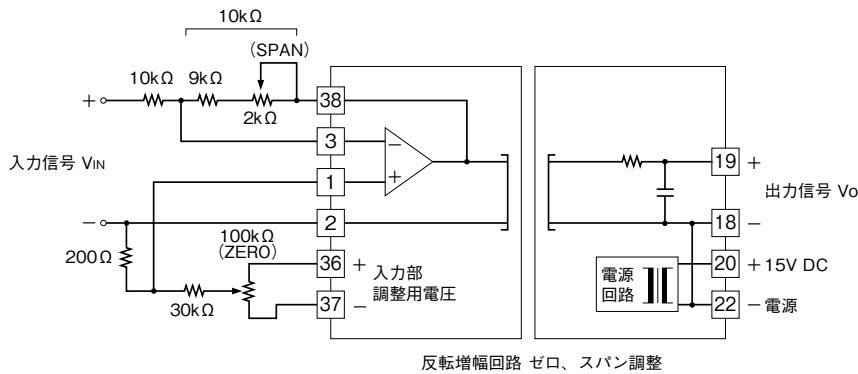 10kΩ
(SPAN)
10kΩ
9kΩ
2kΩ
+
38
3
1
2
36
37
−
+
入力信号 VIN
−
200Ω
100kΩ
(ZERO)
30kΩ
+
−
入力部
調整用電圧
19
+
出力信号 Vo
18
−
20
+15V DC
22
−電源
電源
回路
反転増幅回路 ゼロ、スパン調整